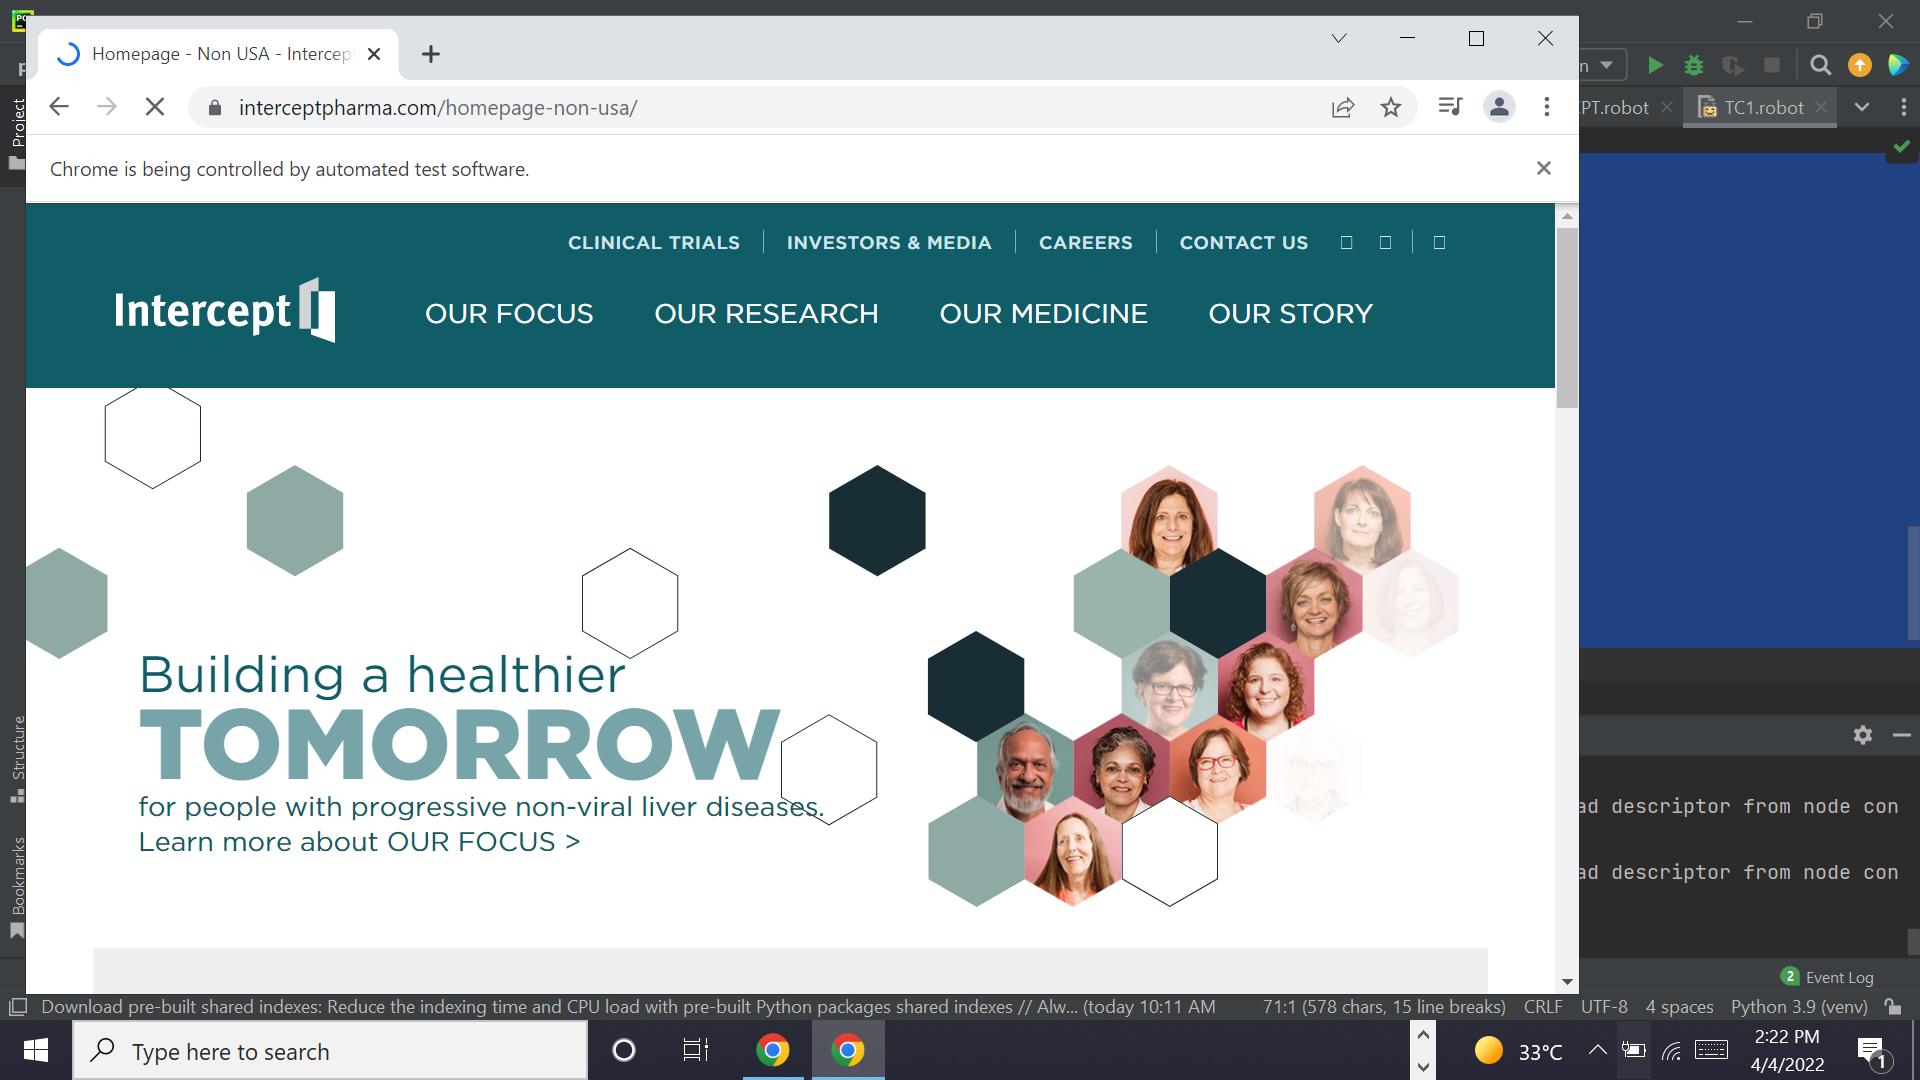 Homepage - Non USA - Intercep
interceptpharma.com/homepage-non-usa/
Chrome is being controlled by automated test software.
PT.robot
TC1.robot
Project
CLINICAL TRIALS
INVESTORS & MEDIA
CAREERS
CONTACT US
Intercept
OUR FOCUS
OUR RESEARCH
OUR MEDICINE
OUR STORY
Building a healthier
TOMORROW
for people with progressive non-viral liver diseases.
Learn more about OUR FOCUS >
Structure
Bookmarks
ad descriptor from node con
ad descriptor from node con
2 Event Log
Download pre-built shared indexes: Reduce the indexing time and CPU load with pre-built Python packages shared indexes // Alw... (today 10:11 AM
71:1 (578 chars, 15 line breaks)
CRLF
UTF-8
4 spaces
Python 3.9 (venv)
Type here to search
33°C
2:22 PM
4/4/2022
1